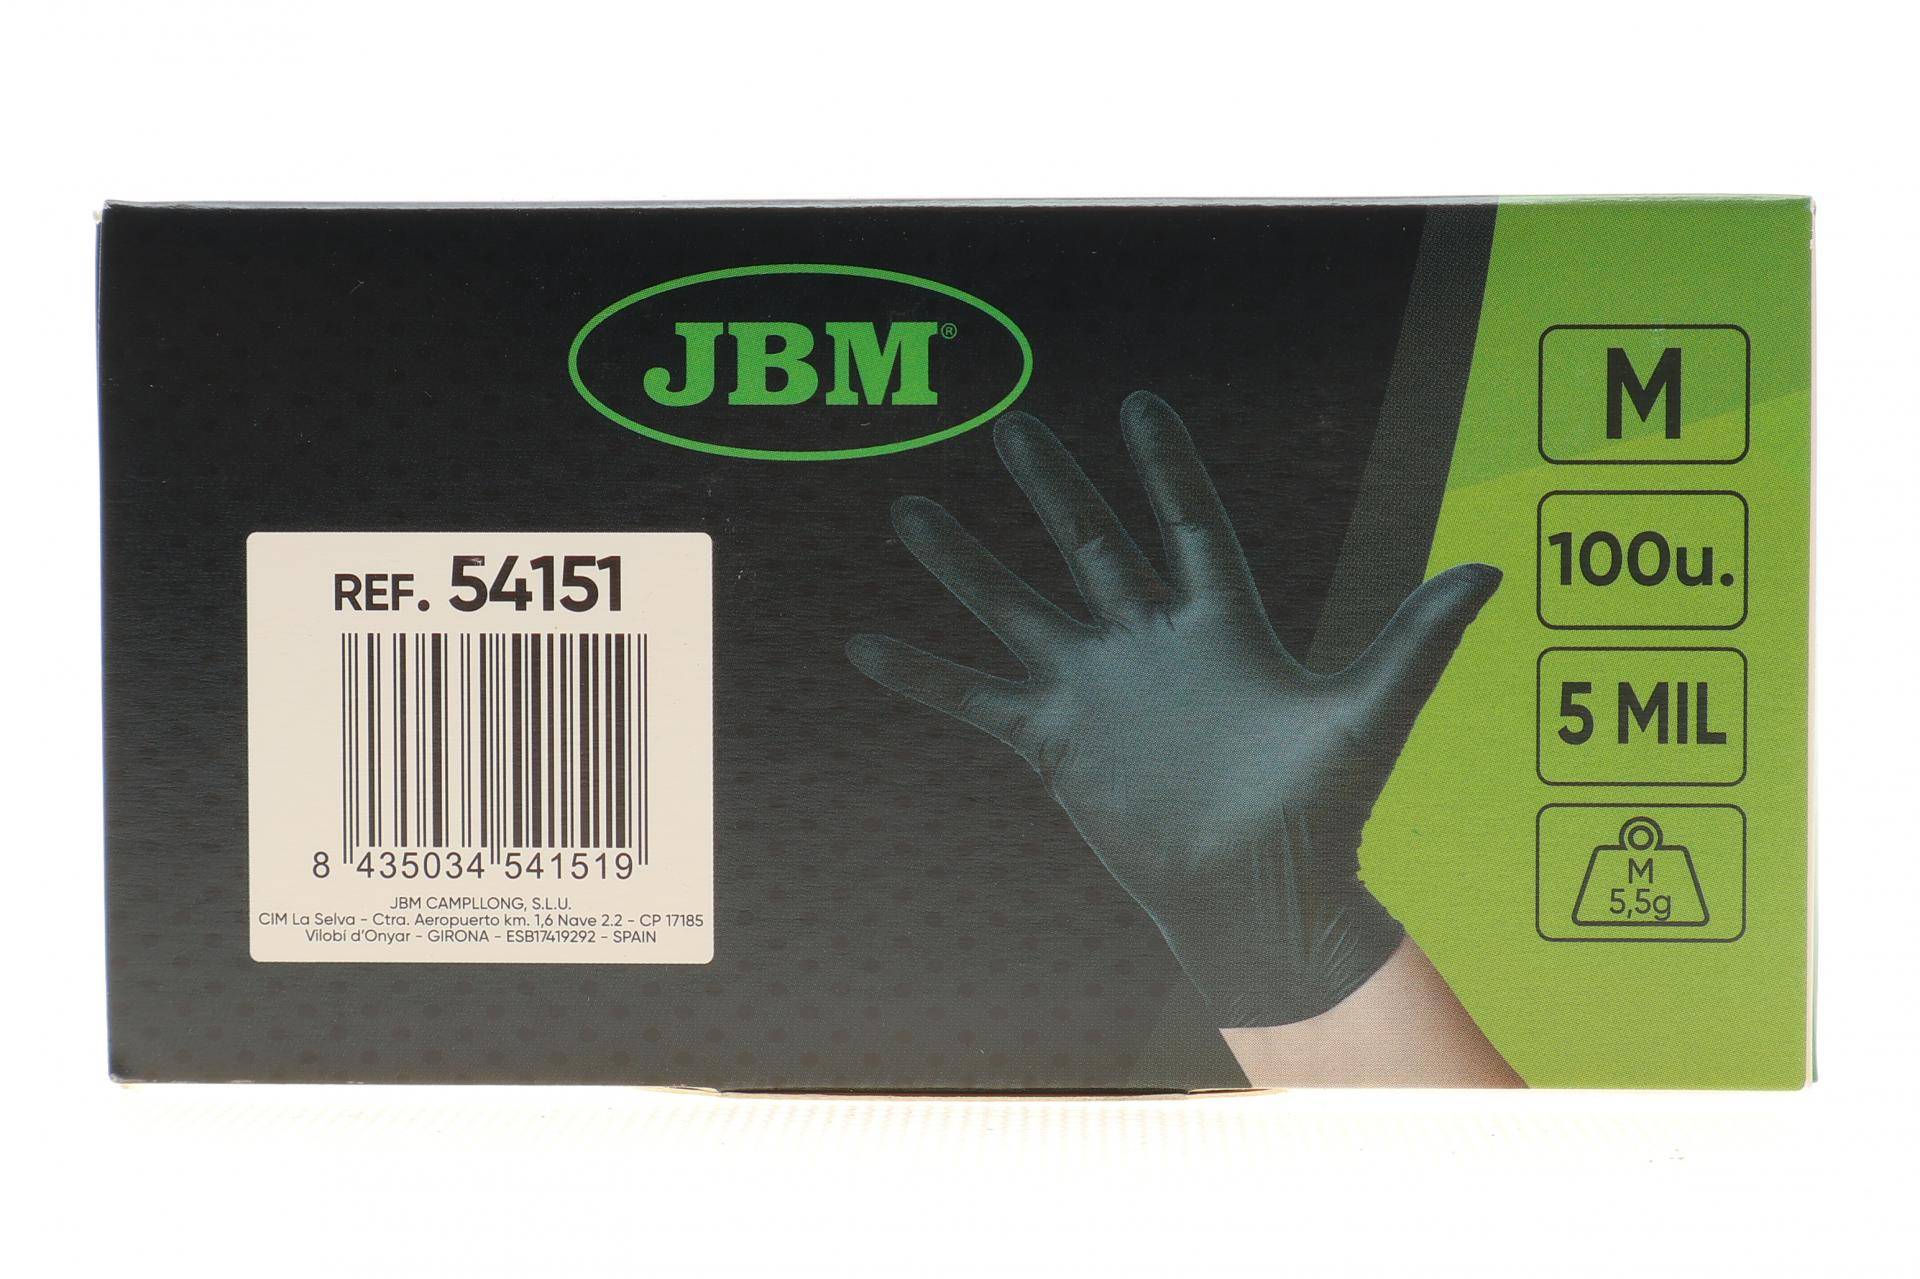 JBM®
REF. 54151
8 435034 541519
JBM CAMPLLONG, S.L.U.
CIM La Selva - Ctra. Aeropuerto km. 1,6 Nave 2.2 - CP 17185
Vilobí d'Onyar - GIRONA - ESB17419292 - SPAIN
M
100u.
5 MIL
M
5,5g